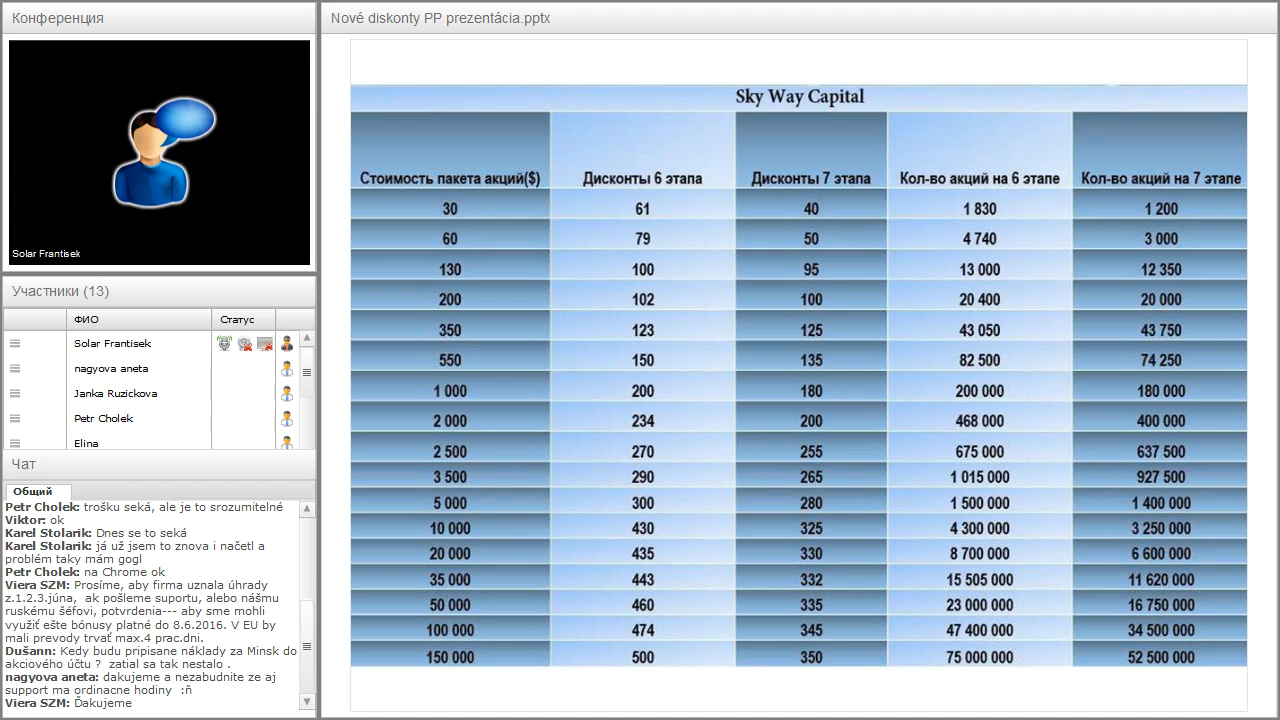 Конференция
Solar Frantisek
Участники (13)
ФИО Статус
Solar Frantisek
nagyova aneta
Janka Ruzickova
Petr Cholek
Elina
Чат
Общий
Petr Cholek: trošku seká, ale je to srozumitelné
Viktor: ok
Karel Stolarik: Dnes se to seká
Karel Stolarik: já už jsem to znova i načetl a
problém taky mám gogl
Petr Cholek: na Chrome ok
Viera SZM: Prosíme, aby firma uznala úhrady
z.1.2.3.júna, ak pošleme suportu, alebo nášmu
ruskému šéfovi, potvrdenia--- aby sme mohli
využiť ešte bónusy platné do 8.6.2016. V EU by
mali prevody trvať max.4 prac.dni.
Dušann: Kedy budu pripisane náklady za Minsk do
akciového účtu ? zatial sa tak nestalo .
nagyova aneta: dakujeme a nezabudnite ze aj
support ma ordinacne hodiny :ň
Viera SZM: Ďakujeme
Nové diskonty PP prezentácia.pptx
Sky Way Capital
Стоимость пакета акций($) Дисконты 6 этапа Дисконты 7 этапа Кол-во акций на 6 этапе Кол-во акций на 7 этапе
30 61 40 1 830 1 200
60 79 50 4 740 3 000
130 100 95 13 000 12 350
200 102 100 20 400 20 000
350 123 125 43 050 43 750
550 150 135 82 500 74 250
1 000 200 180 200 000 180 000
2 000 234 200 468 000 400 000
2 500 270 255 675 000 637 500
3 500 290 265 1 015 000 927 500
5 000 300 280 1 500 000 1 400 000
10 000 430 325 4 300 000 3 250 000
20 000 435 330 8 700 000 6 600 000
35 000 443 332 15 505 000 11 620 000
50 000 460 335 23 000 000 16 750 000
100 000 474 345 47 400 000 34 500 000
150 000 500 350 75 000 000 52 500 000